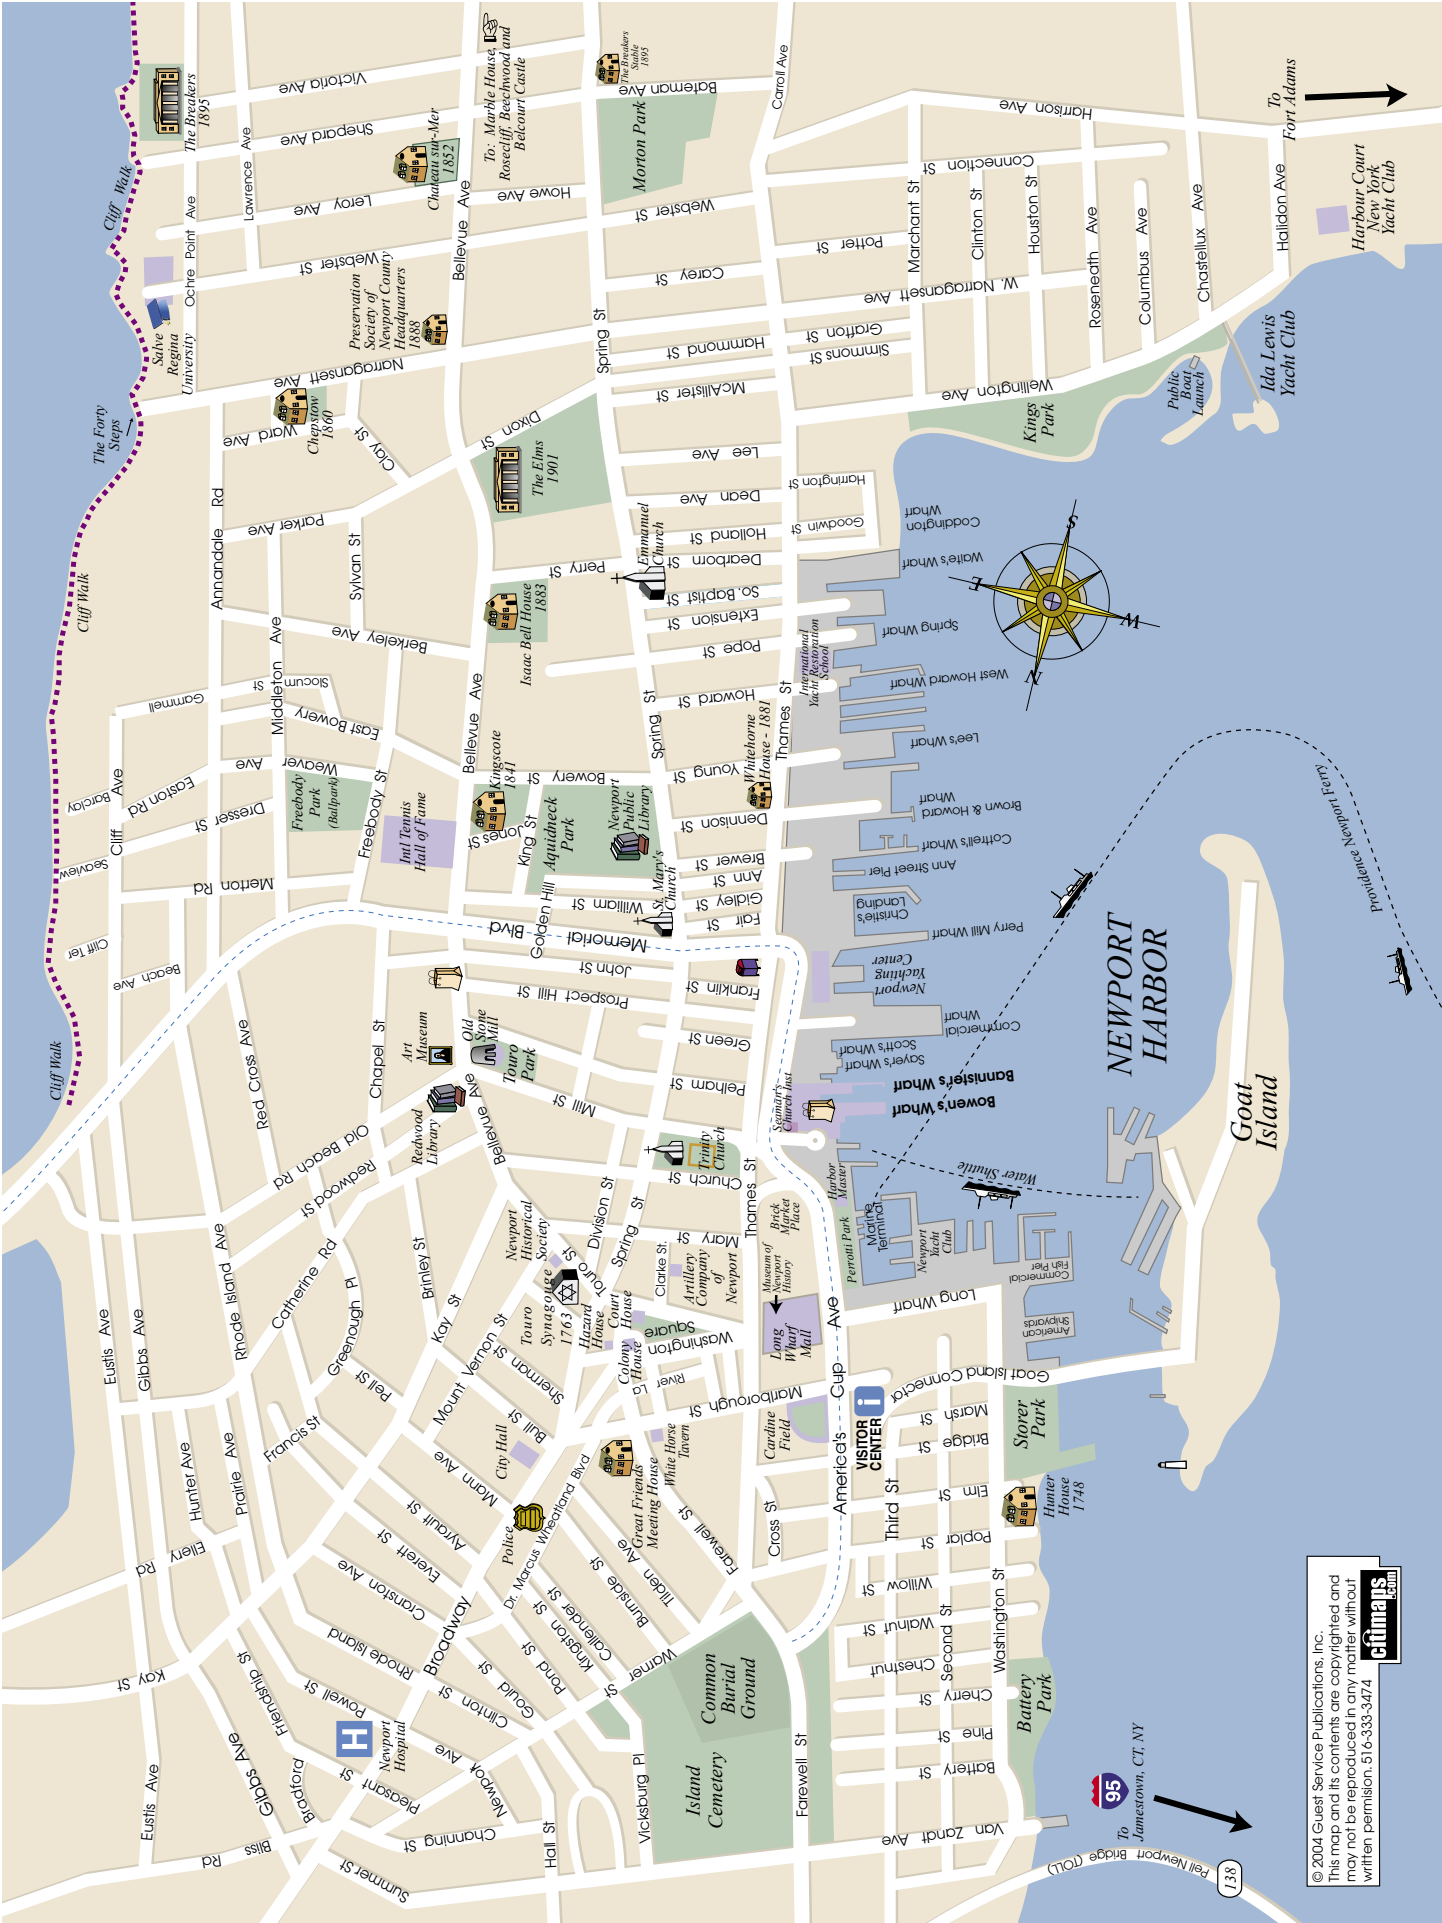 Cliff Walk
The Breakers
1895
Victoria Ave
Shepard Ave
Lawrence Ave
Leroy Ave
Webster St
Ochre Point Ave
Chateau sur-Mer
1852
To: Marble House,
Rosecliff, Beechwood and
Belcourt Castle
Bellevue Ave
Howe Ave
The Breakers
Stable
1895
Bateman Ave
Morton Park
Webster St
Carroll Ave
Harrison Ave
To
Fort Adams
Connection St
Harbour Court
New York
Yacht Club
Halidon Ave
Chastellux Ave
Columbus Ave
Roseneath Ave
Houston St
Clinton St
Marchant St
Potter St
Carey St
W. Narragansett Ave
Grafton St
Simmons St
Hammond St
McAllister St
Spring St
Salve
Regina
University
Preservation
Society of
Newport County
Headquarters
1888
Narragansett Ave
Chepstow
1860
Ward Ave
Clay St
Dixon St
The Forty
Steps
The Elms
1901
Wellington Ave
Kings
Park
Public
Boat
Launch
Ida Lewis
Yacht Club
Lee Ave
Dean Ave
Holland St
Dearborn St
So. Baptist St
Extension St
Pope St
Howard St
Harrington St
Goodwin St
Coddington
Wharf
Waite's Wharf
Spring Wharf
West Howard Wharf
Lee's Wharf
Brown & Howard
Wharf
Cottrell's Wharf
Ann Street Pier
Christie's
Landing
Perry Mill Wharf
Newport
Yachting
Center
Commercial
Wharf
Scott's Wharf
Sayer's Wharf
Bannister's Wharf
Bowen's Wharf
S
E
W
N
Annandale Rd
Parker Ave
Sylvan St
Cliff Walk
Berkeley Ave
Perry St
Emmanuel
Church
Isaac Bell House
1883
International
Yacht Restoration
School
Thames St
Middleton Ave
Slocum St
Gammell
East Bowery
Bellevue Ave
Spring St
Whitehorne
House - 1881
Young St
Dennison St
Brewer St
Ann St
Gidley St
Fair St
Weaver Ave
Barclay
Easton Rd
Dresser St
Cliff Ave
Seaview
Freebody
Park
(Ballpark)
Freebody St
Intl Tennis
Hall of Fame
Kingscote
1841
Bowery St
Jones St
King St
Aquidneck
Park
Newport
Public
Library
St. Mary's
Church
William St
Golden Hill
Memorial Blvd
Merton Rd
Cliff Ter
Beach Ave
Cliff Walk
John St
Prospect Hill St
Franklin St
Green St
Pelham St
Mill St
Art
Museum
Old
Stone
Mill
Touro
Park
Chapel St
Red Cross Ave
Old Beach Rd
Redwood St
Redwood
Library
Bellevue Ave
Trinity
Church
Church St
Seaman's
Church Inst
Harbor
Master
Providence Newport Ferry
NEWPORT
HARBOR
Goat
Island
Water Shuttle
Marine
Terminal
Perrotti Park
Newport
Yacht
Club
Commercial
Fish Pier
American
Shipyards
Long Wharf
Goat Island Connector
Brick
Market
Place
Thames St
Mary St
Clarke St.
Division St
Spring St
Touro St
Newport
Historical
Society
Artillery
Company
of
Newport
Museum of
Newport
History
Long
Wharf
Mall
Touro
Synagouge
1763
Hazard
House
Court
House
Colony
House
Washington Square
Rhode Island Ave
Catherine Rd
Greenough Pl
Brinley St
Kay St
Eustis Ave
Gibbs Ave
Pell St
Mount Vernon St
Sherman St
Bull St
River La
Marlborough St
America's Cup Ave
VISITOR
CENTER
i
Cardine
Field
White Horse
Tavern
Great Friends
Meeting House
City Hall
Police
Francis St
Mann Ave
Ayrault St
Everett St
Cranston Ave
Hunter Ave
Prairie Ave
Ellery Rd
Dr. Marcus Wheatland Blvd
Farewell St
Cross St
Tilden Ave
Burnside St
Callender St
Kingston St
Pond St
Gould St
Clinton St
Rhode Island
Broadway
Warner St
Third St
Marsh St
Bridge St
Elm St
Poplar St
Willow St
Walnut St
Chestnut
Cherry St
Pine St
Battery St
Second St
Washington St
Storer
Park
Hunter
House
1748
Battery
Park
Common
Burial
Ground
Island
Cemetery
Farewell St
Vicksburg Pl
Hall St
Kay St
Friendship St
Powell St
H
Newport
Hospital
Newport Ave
Gibbs Ave
Bradford
Pleasant St
Channing St
Eustis Ave
Bliss Rd
Summer St
Van Zandt Ave
95
To
Jamestown, CT, NY
Pell Newport Bridge (TOLL)
138
© 2004 Guest Service Publications, Inc.
This map and its contents are copyrighted and
may not be reproduced in any matter without
written permision. 516-333-3474
citimaps
.com